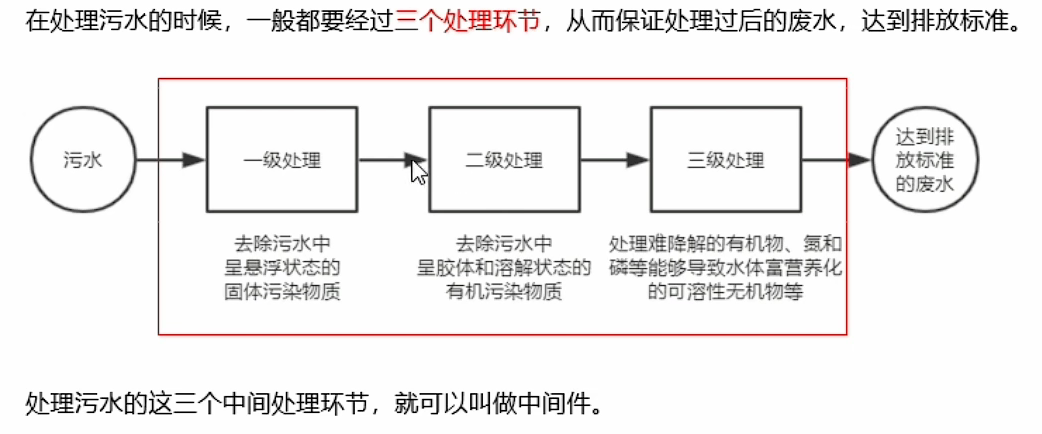 在处理污水的时候，一般都要经过三个处理环节，从而保证处理过后的废水，达到排放标准。
污水
一级处理
二级处理
三级处理
达到排
放标准
的废水
去除污水中
呈悬浮状态的
固体污染物质
去除污水中
呈胶体和溶解状态的
有机污染物质
处理难降解的有机物、氮和
磷等能够导致水体富营养化
的可溶性无机物等
处理污水的这三个中间处理环节，就可以叫做中间件。